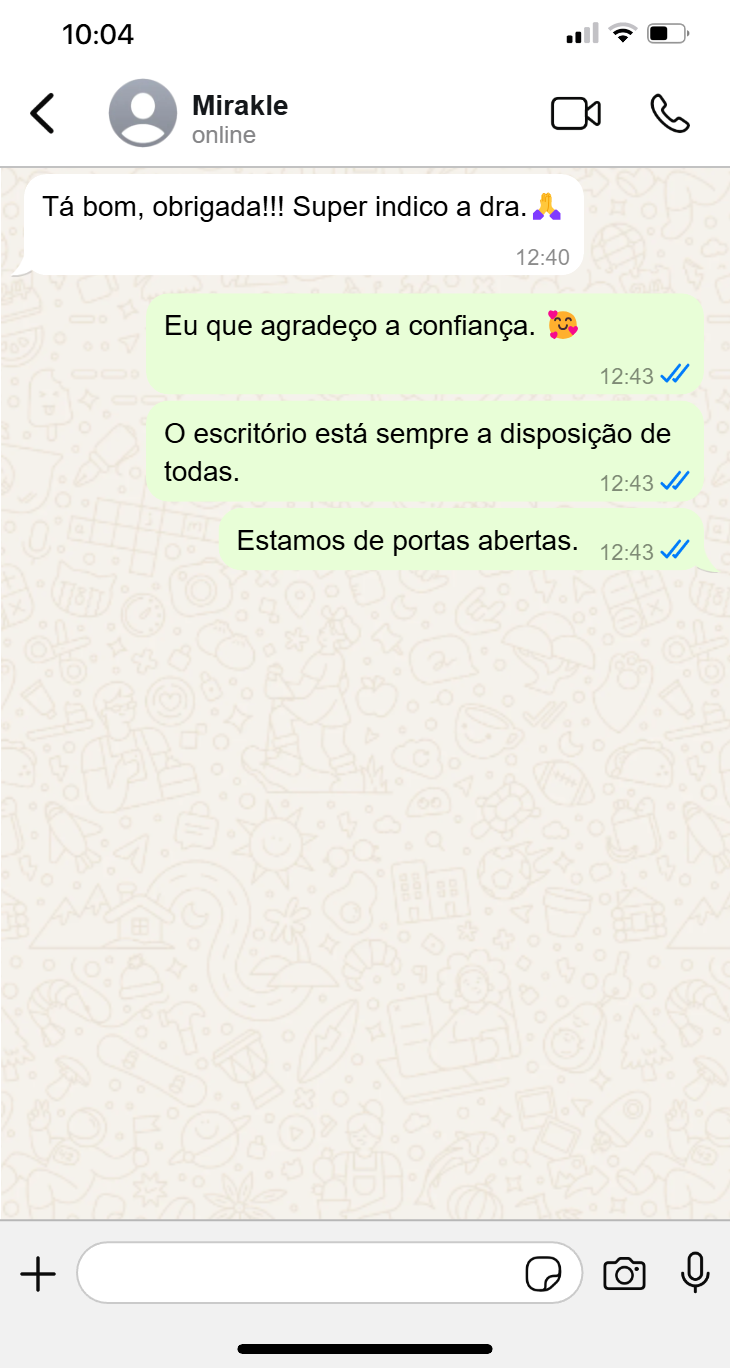 10:04
Mirakle
online
Tá bom, obrigada!!! Super indico a dra.🙏
12:40
Eu que agradeço a confiança. 🥰
12:43
O escritório está sempre a disposição de
todas.
12:43
Estamos de portas abertas.
12:43